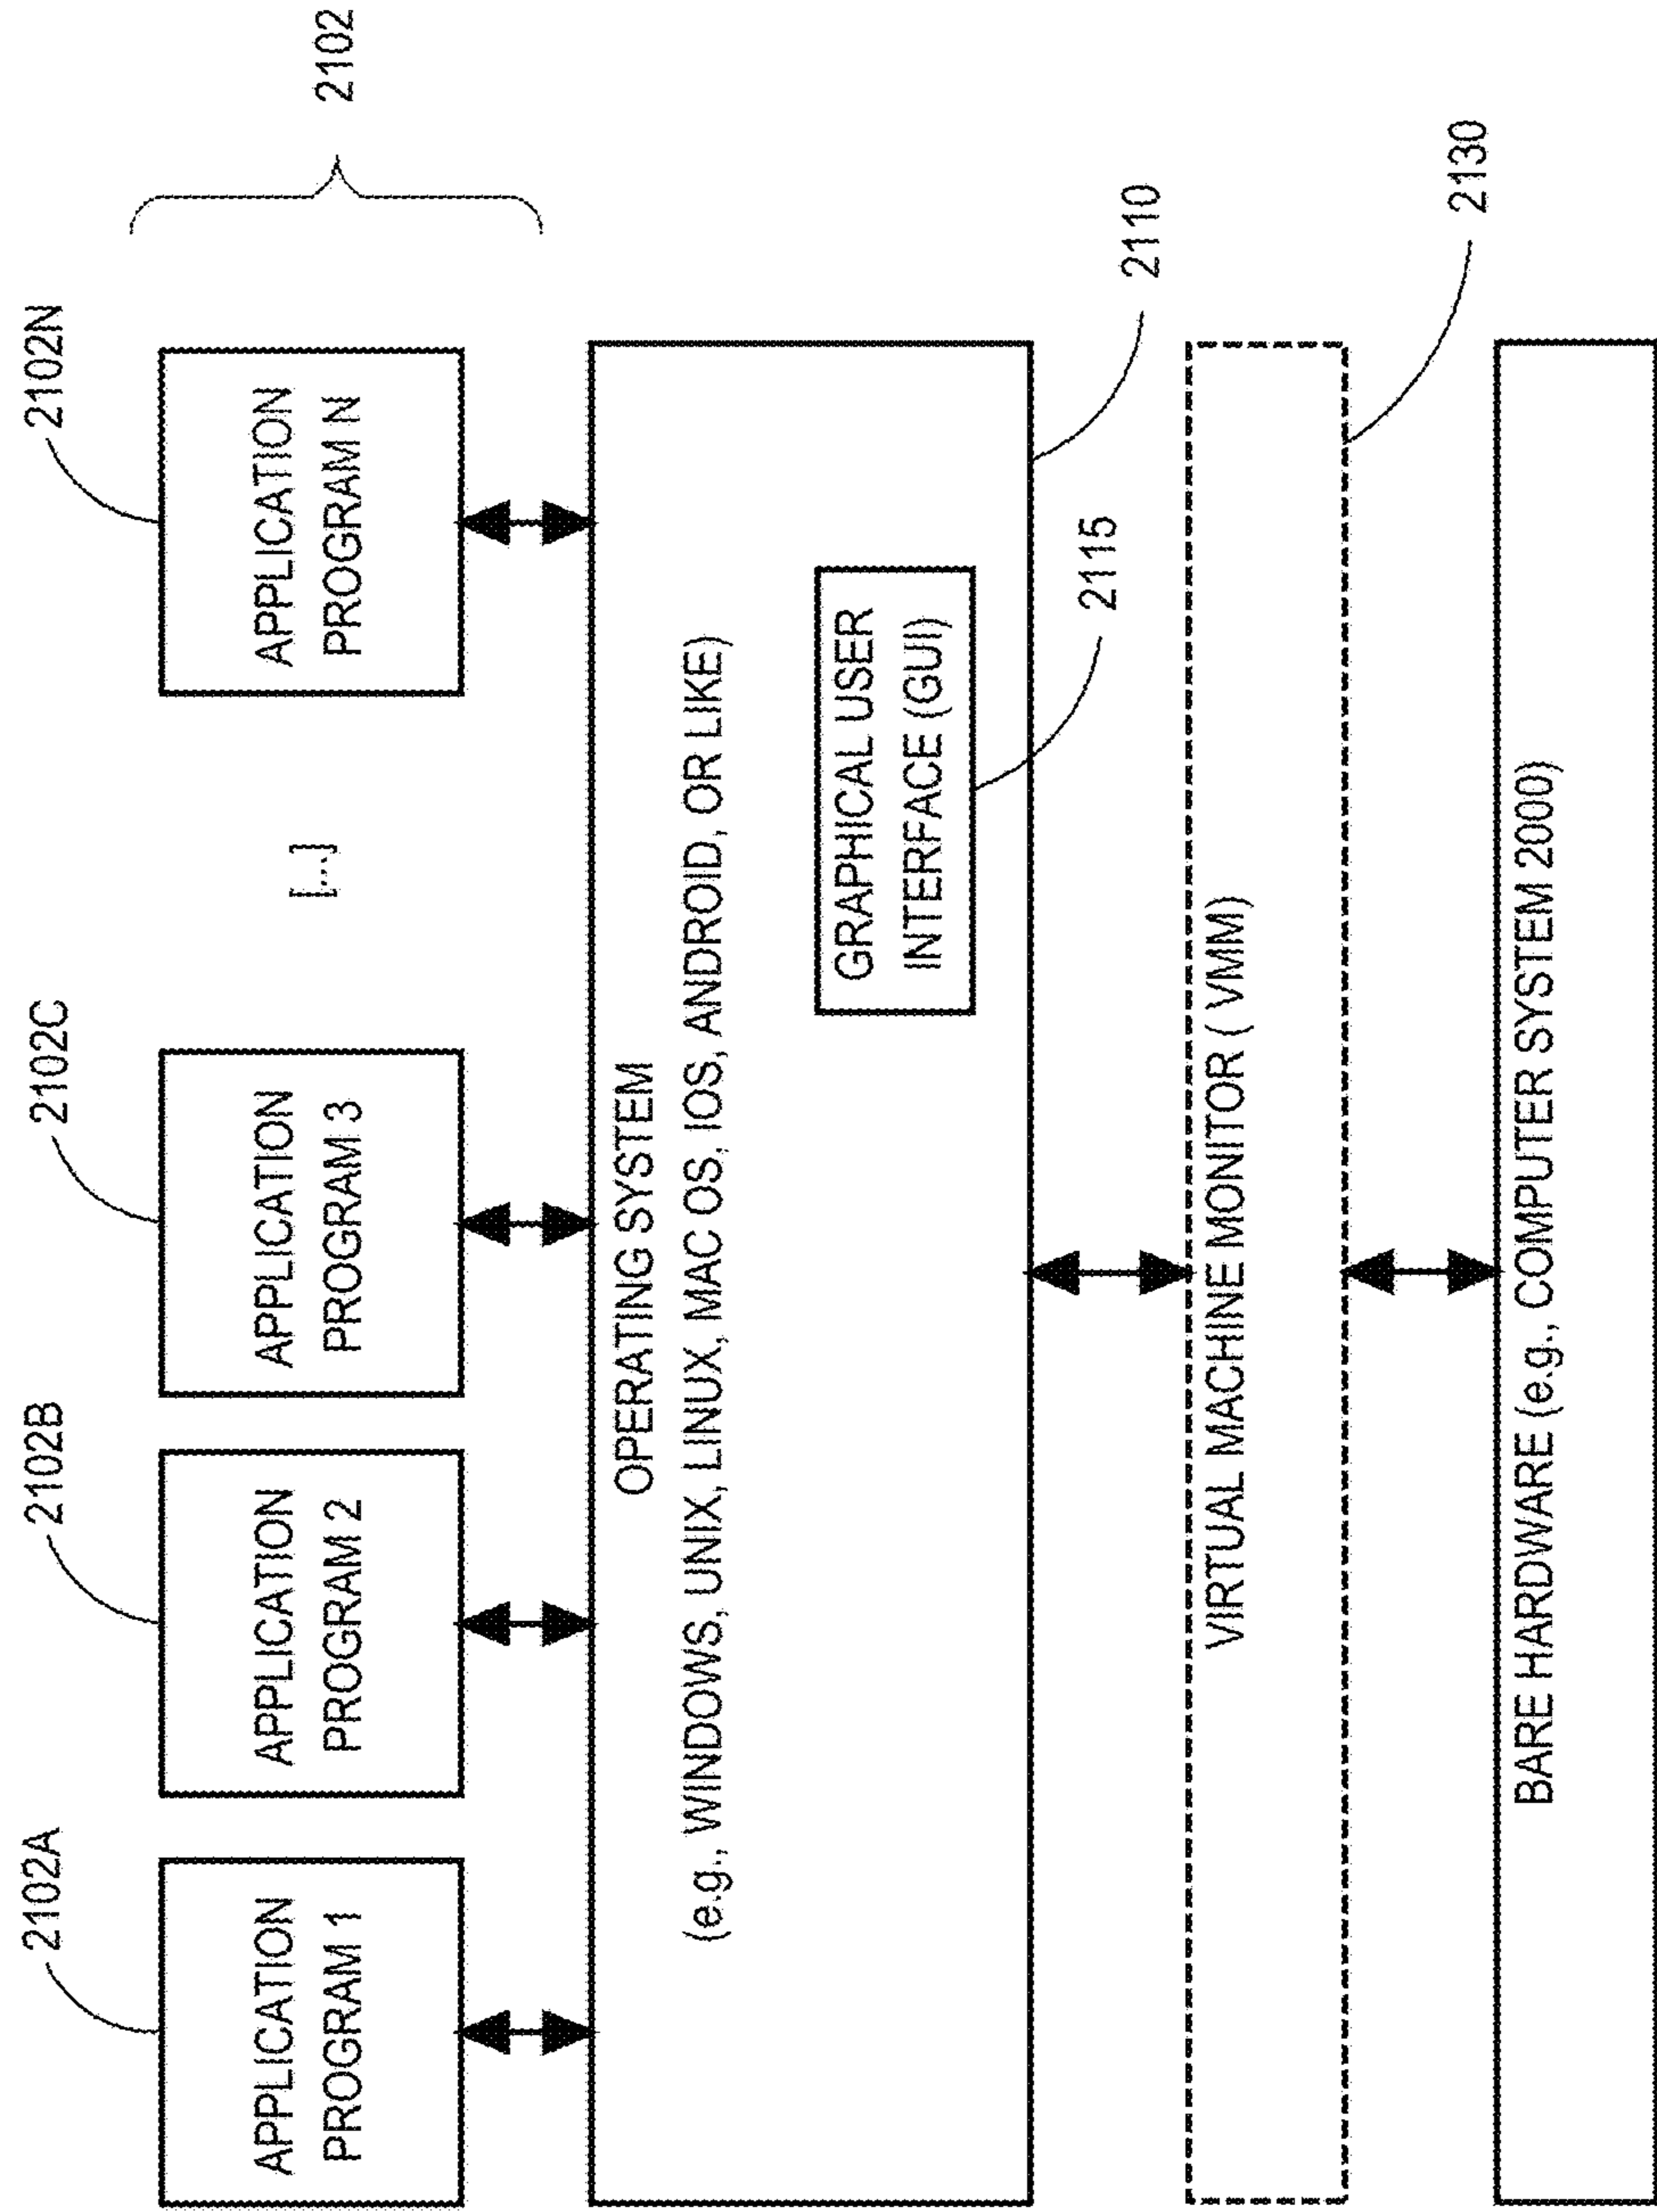 2102A
2102B
2102C
2102N
2102
APPLICATION
PROGRAM 1
APPLICATION
PROGRAM 2
APPLICATION
PROGRAM 3
[...]
APPLICATION
PROGRAM N
OPERATING SYSTEM
(e.g., WINDOWS, UNIX, LINUX, MAC OS, IOS, ANDROID, OR LIKE)
GRAPHICAL USER
INTERFACE (GUI)
2115
2110
VIRTUAL MACHINE MONITOR ( VMM)
2130
BARE HARDWARE (e.g., COMPUTER SYSTEM 2000)